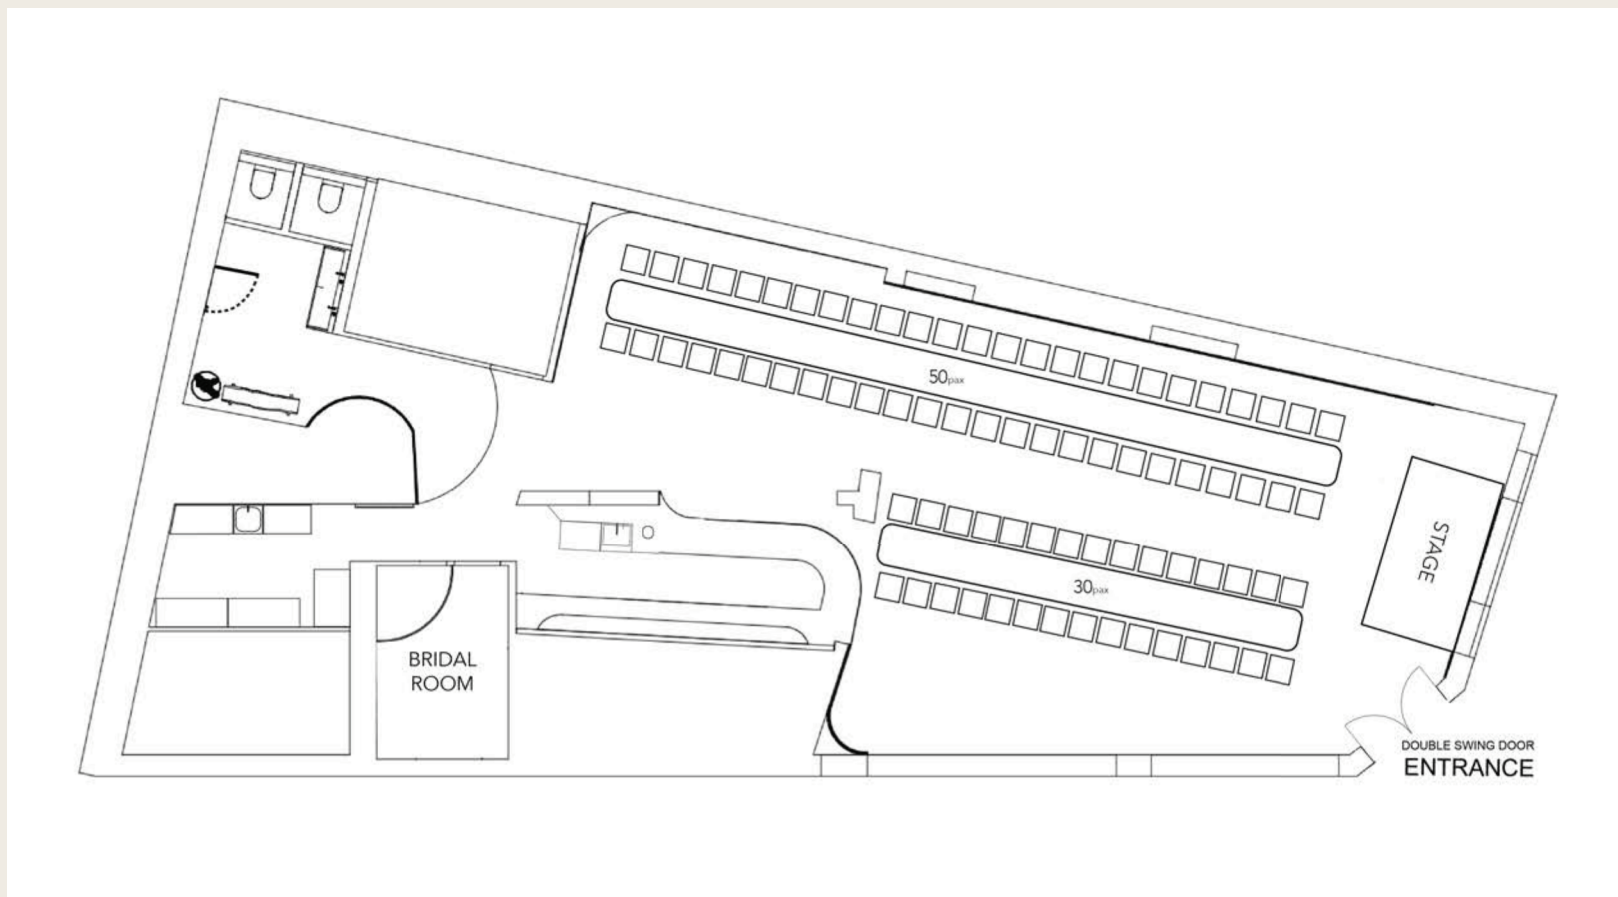 50pax
30pax
STAGE
BRIDAL
ROOM
DOUBLE SWING DOOR
ENTRANCE